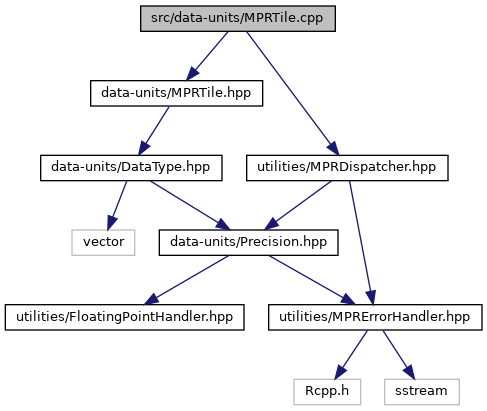 src/data-units/MPRTile.cpp
data-units/MPRTile.hpp
data-units/DataType.hpp
utilities/MPRDispatcher.hpp
vector
data-units/Precision.hpp
utilities/FloatingPointHandler.hpp
utilities/MPRErrorHandler.hpp
Rcpp.h
sstream